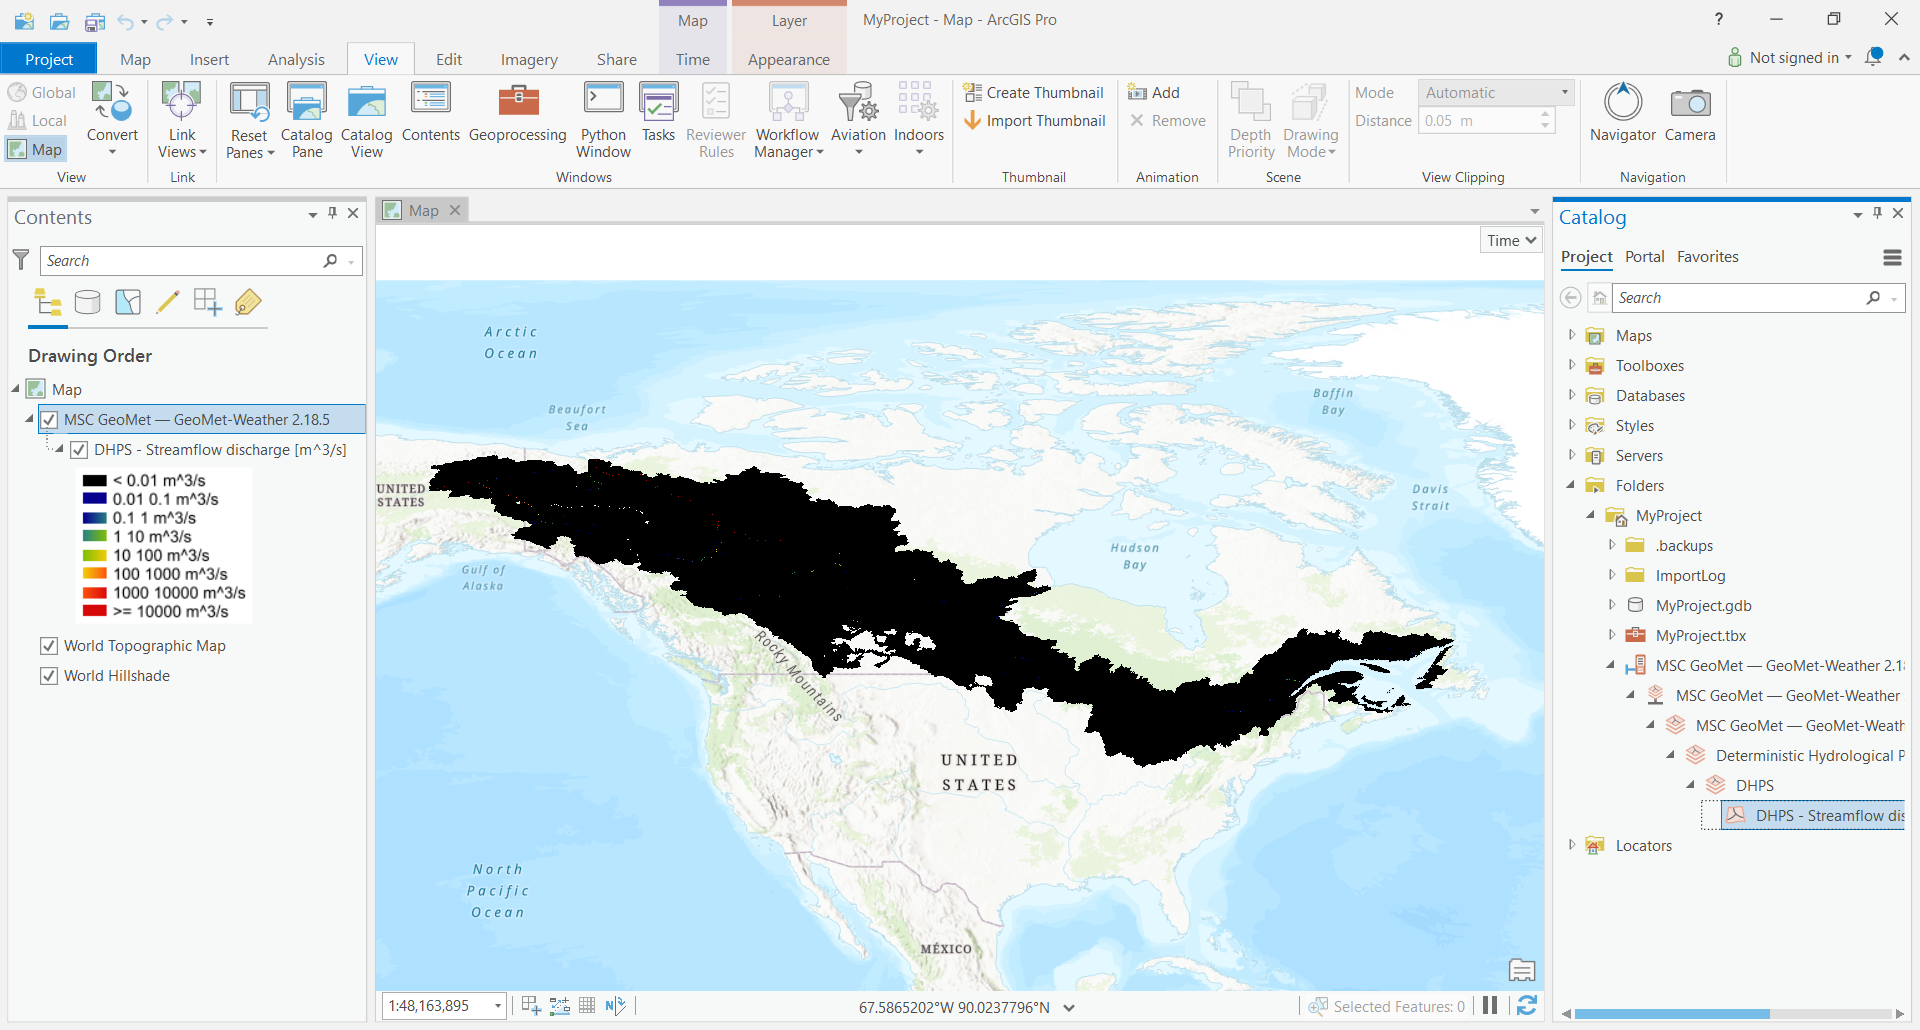 Map
Layer
MyProject - Map - ArcGIS Pro
?
Project
Map
Insert
Analysis
View
Edit
Imagery
Share
Time
Appearance
Not signed in
Global
Local
Map
Convert
View
Link
Views
Link
Reset
Panes
Catalog
Pane
Catalog
View
Contents
Geoprocessing
Python
Window
Tasks
Reviewer
Rules
Workflow
Manager
Aviation
Indoors
Windows
Create Thumbnail
Import Thumbnail
Thumbnail
Add
Remove
Animation
Depth
Priority
Drawing
Mode
Scene
Mode
Automatic
Distance
0.05 m
View Clipping
Navigator
Camera
Navigation
Contents
Search
Drawing Order
Map
MSC GeoMet — GeoMet-Weather 2.18.5
DHPS - Streamflow discharge [m^3/s]
< 0.01 m^3/s
0.01 0.1 m^3/s
0.1 1 m^3/s
1 10 m^3/s
10 100 m^3/s
100 1000 m^3/s
1000 10000 m^3/s
>= 10000 m^3/s
World Topographic Map
World Hillshade
Map
Time
Arctic
Ocean
Beaufort
Sea
Baffin
Bay
UNITED
STATES
Davis
Strait
Hudson
Bay
Gulf of
Alaska
Rocky Mountains
UNITED
STATES
North
Pacific
Ocean
MÉXICO
1:48,163,895
67.5865202°W 90.0237796°N
Selected Features: 0
Catalog
Project
Portal
Favorites
Search
Maps
Toolboxes
Databases
Styles
Servers
Folders
MyProject
.backups
ImportLog
MyProject.gdb
MyProject.tbx
MSC GeoMet — GeoMet-Weather 2.18
MSC GeoMet — GeoMet-Weather
MSC GeoMet — GeoMet-Weath
Deterministic Hydrological P
DHPS
DHPS - Streamflow dis
Locators